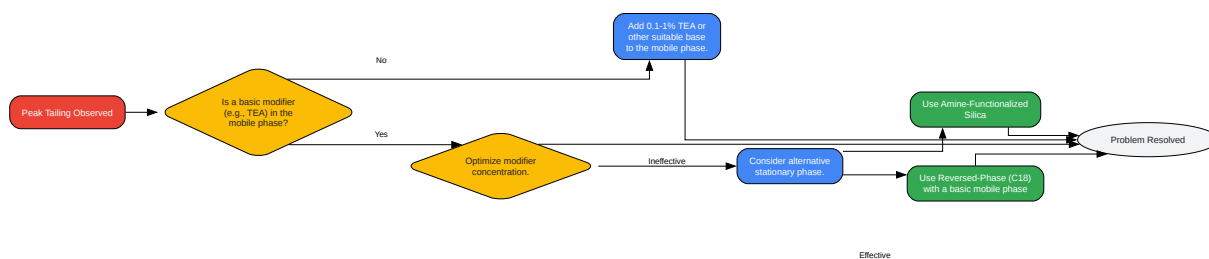 Peak Tailing Observed
Is a basic modifier
(e.g., TEA) in the
mobile phase?
No
Yes
Add 0.1-1% TEA or
other suitable base
to the mobile phase.
Optimize modifier
concentration.
Ineffective
Consider alternative
stationary phase.
Use Amine-Functionalized
Silica
Use Reversed-Phase (C18)
with a basic mobile phase
Problem Resolved
Effective